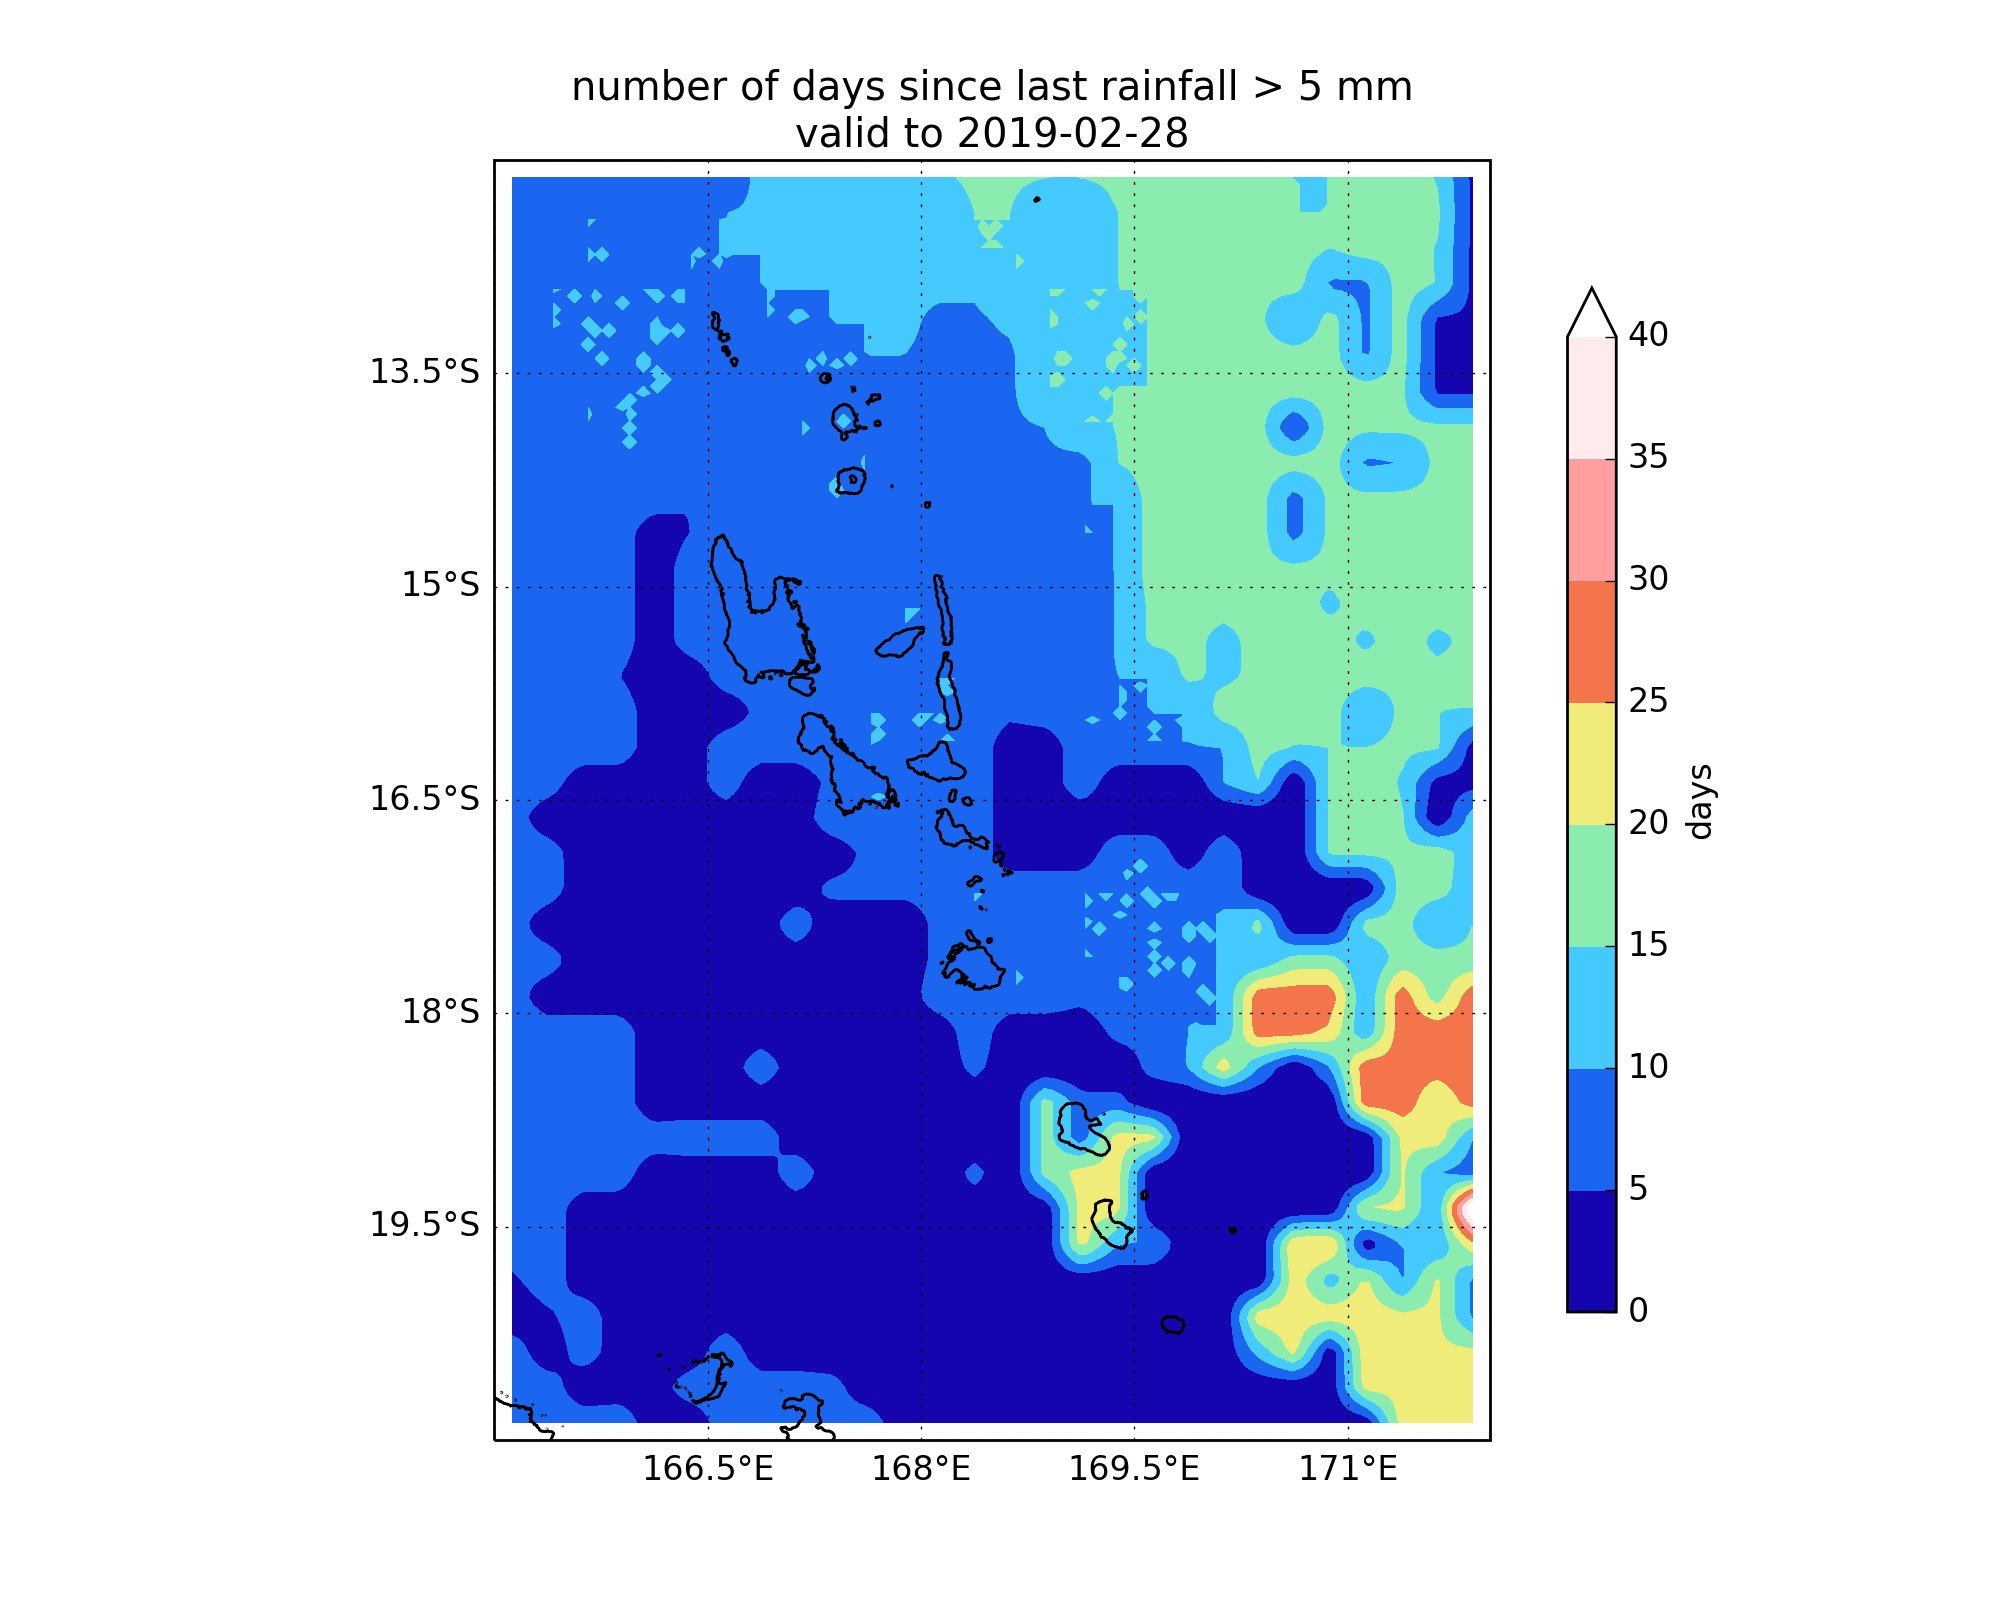 number of days since last rainfall > 5 mm
valid to 2019-02-28
13.5°S
15°S
16.5°S
18°S
19.5°S
166.5°E
168°E
169.5°E
171°E
40
35
30
25
20
15
10
5
0
days